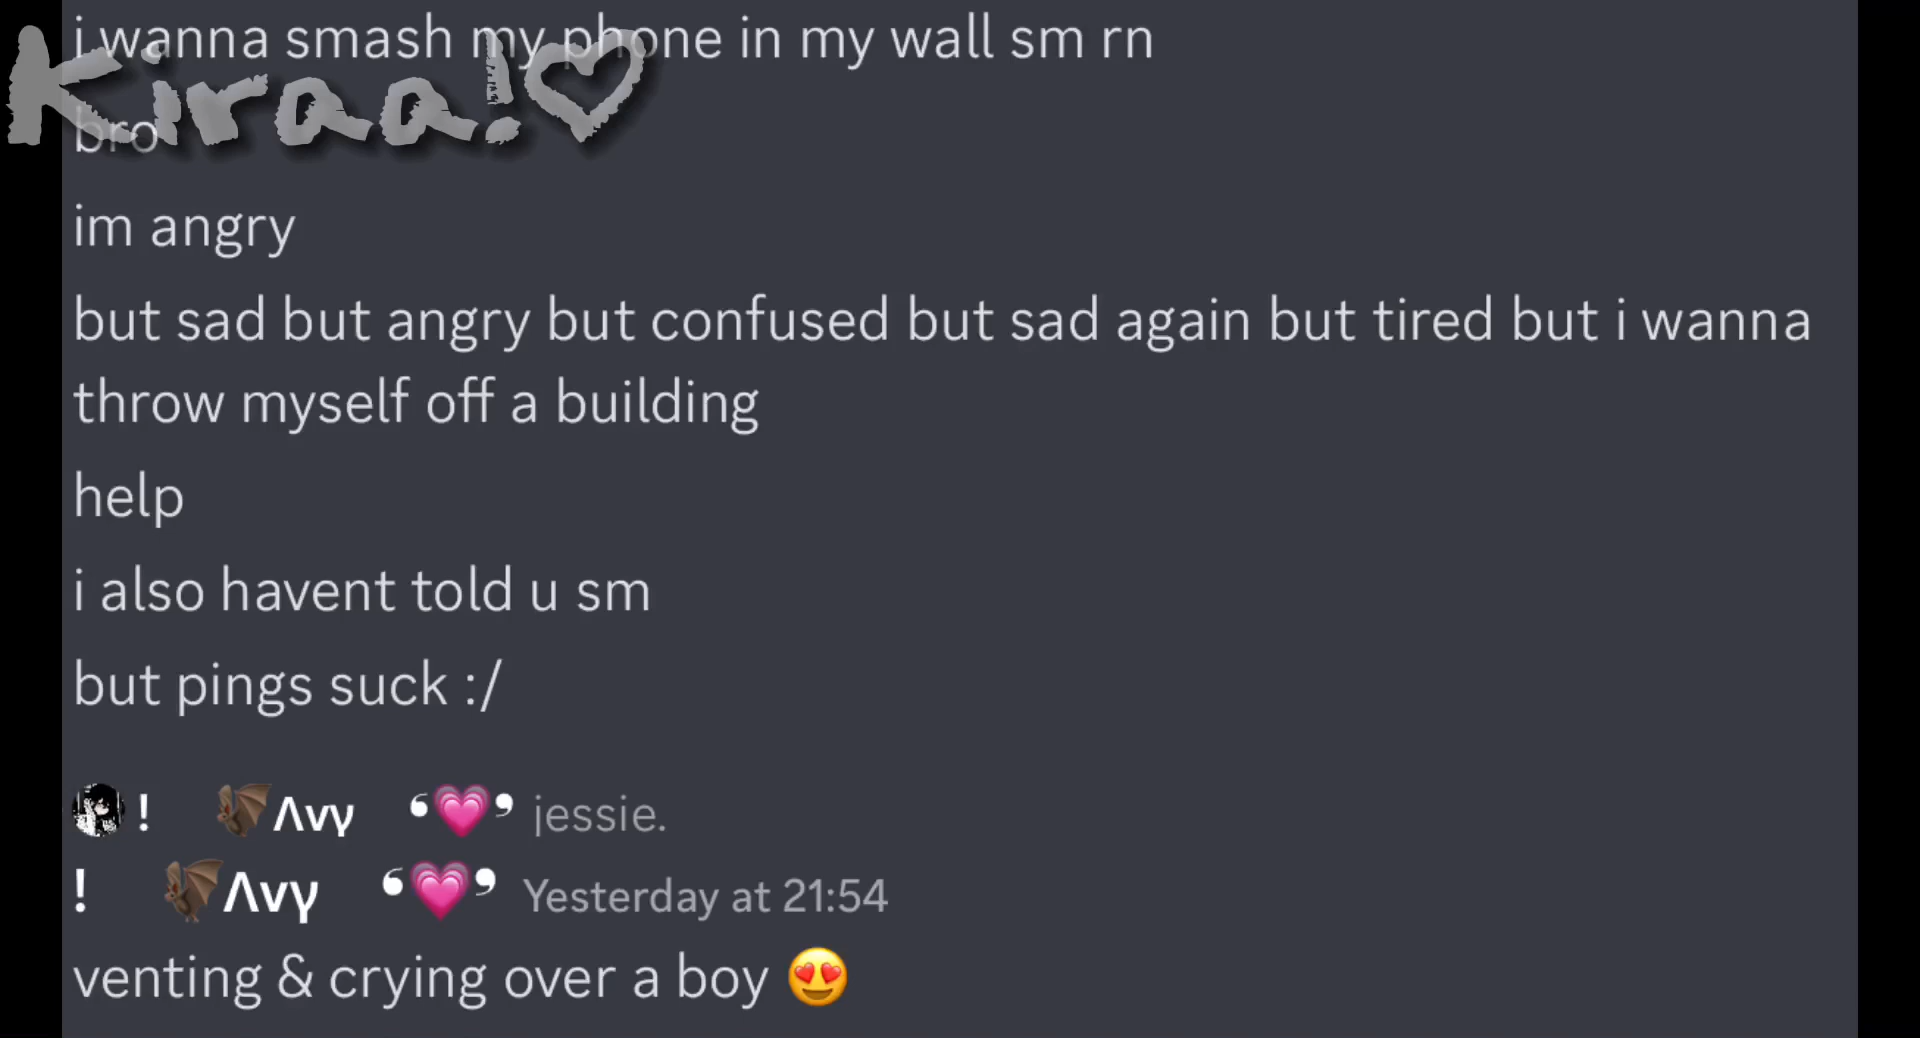 i wanna smash my phone in my wall sm rn
Kiraa!♡
bro
im angry
but sad but angry but confused but sad again but tired but i wanna
throw myself off a building
help
i also havent told u sm
but pings suck :/
! 🦇Λvγ ❛💗❜ jessie.
! 🦇Λvγ ❛💗❜ Yesterday at 21:54
venting & crying over a boy 😍